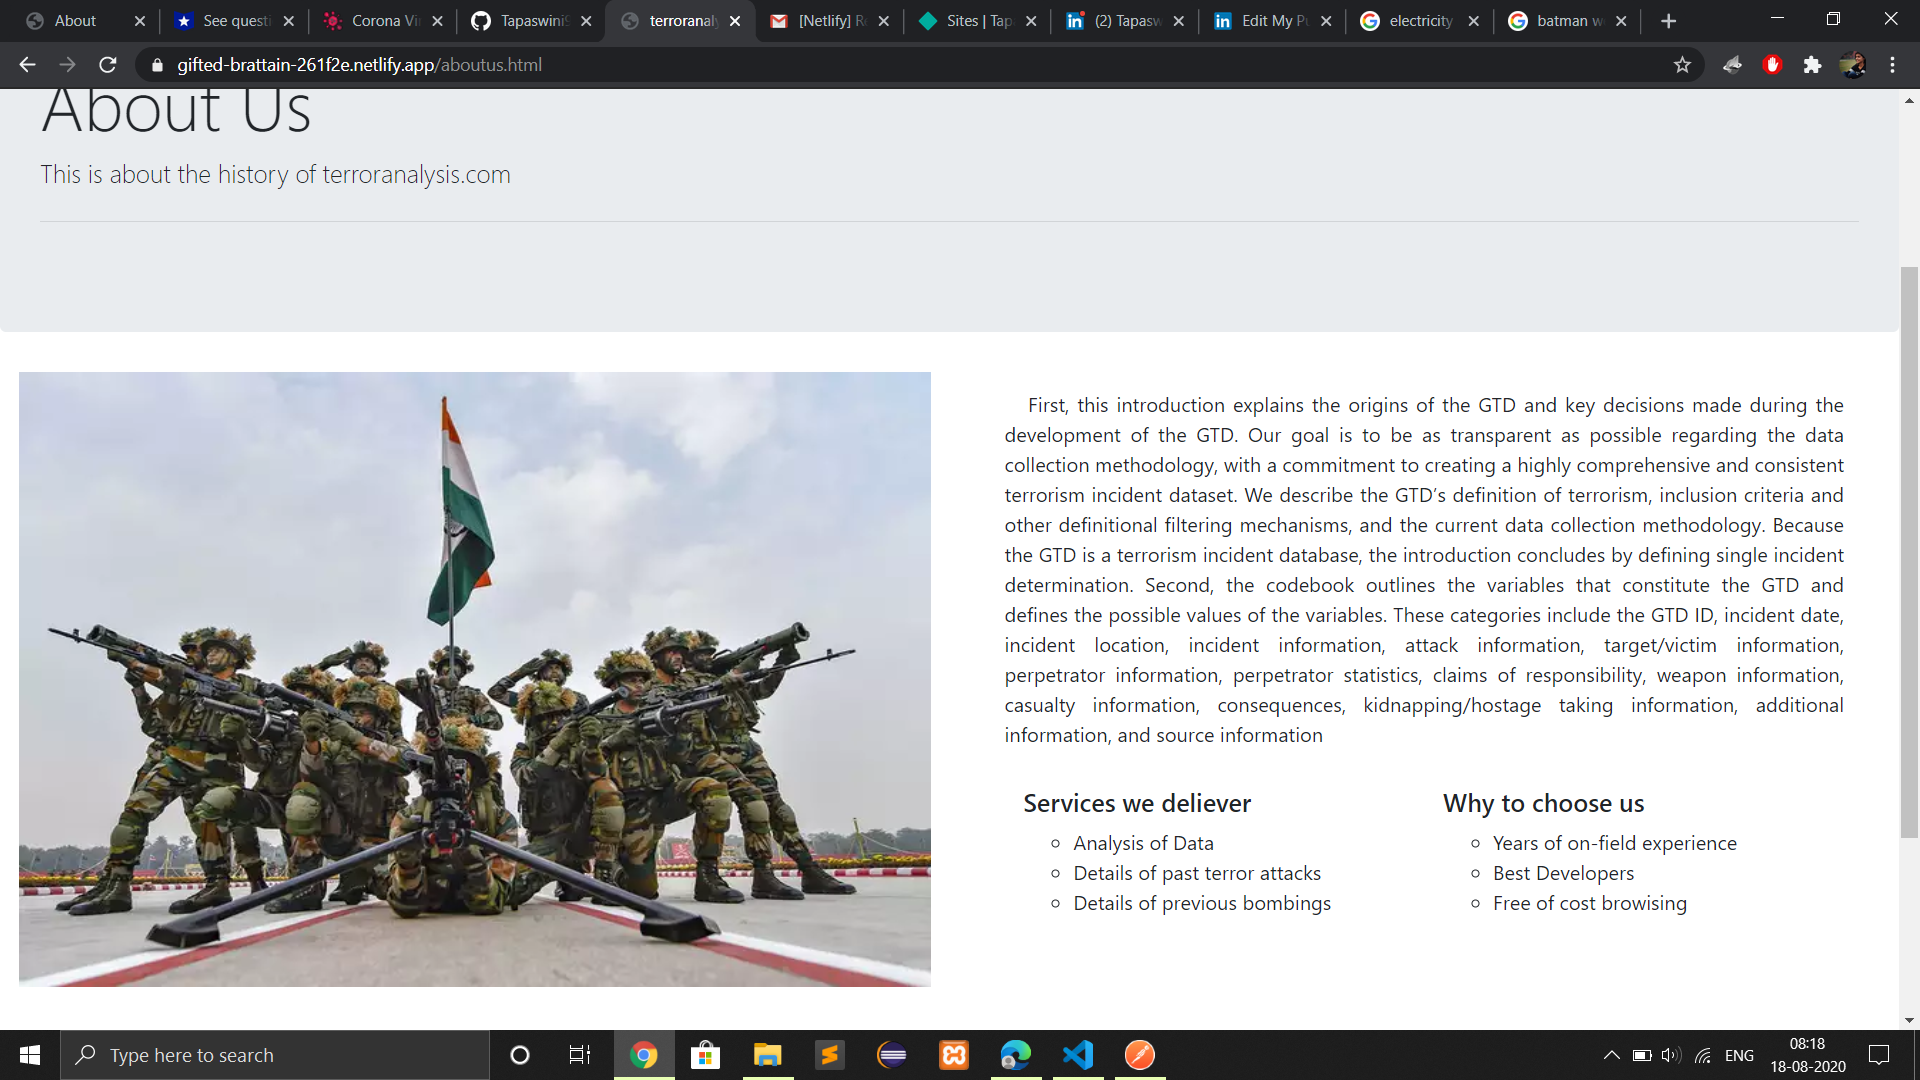 About
See questi
Corona Vir
Tapaswini9
terroranaly
[Netlify] Re
Sites | Tapa
(2) Tapasw
Edit My Pu
electricity
batman w
gifted-brattain-261f2e.netlify.app/aboutus.html
About Us
This is about the history of terroranalysis.com
First, this introduction explains the origins of the GTD and key decisions made during the
development of the GTD. Our goal is to be as transparent as possible regarding the data
collection methodology, with a commitment to creating a highly comprehensive and consistent
terrorism incident dataset. We describe the GTD’s definition of terrorism, inclusion criteria and
other definitional filtering mechanisms, and the current data collection methodology. Because
the GTD is a terrorism incident database, the introduction concludes by defining single incident
determination. Second, the codebook outlines the variables that constitute the GTD and
defines the possible values of the variables. These categories include the GTD ID, incident date,
incident location, incident information, attack information, target/victim information,
perpetrator information, perpetrator statistics, claims of responsibility, weapon information,
casualty information, consequences, kidnapping/hostage taking information, additional
information, and source information
Services we deliever
Analysis of Data
Details of past terror attacks
Details of previous bombings
Why to choose us
Years of on-field experience
Best Developers
Free of cost browising
Type here to search
ENG
08:18
18-08-2020